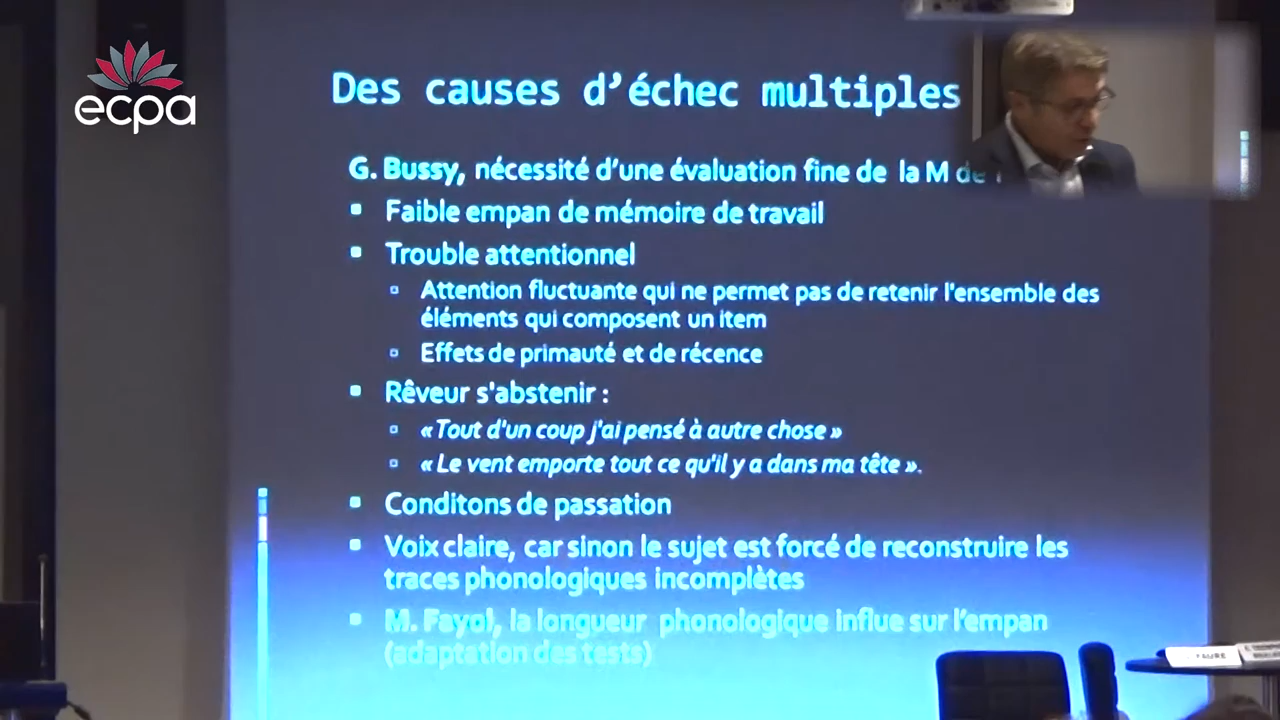 ecpa
Des causes d'échec multiples
G. Bussy, nécessité d'une évaluation fine de la M de
Faible empan de mémoire de travail
Trouble attentionnel
Attention fluctuante qui ne permet pas de retenir l'ensemble des
éléments qui composent un item
Effets de primauté et de récence
Rêveur s'abstenir :
« Tout d'un coup j'ai pensé à autre chose »
« Le vent emporte tout ce qu'il y a dans ma tête ».
Conditons de passation
Voix claire, car sinon le sujet est forcé de reconstruire les
traces phonologiques incomplètes
M. Fayol, la longueur phonologique influe sur l'empan
(adaptation des tests)
FAURE